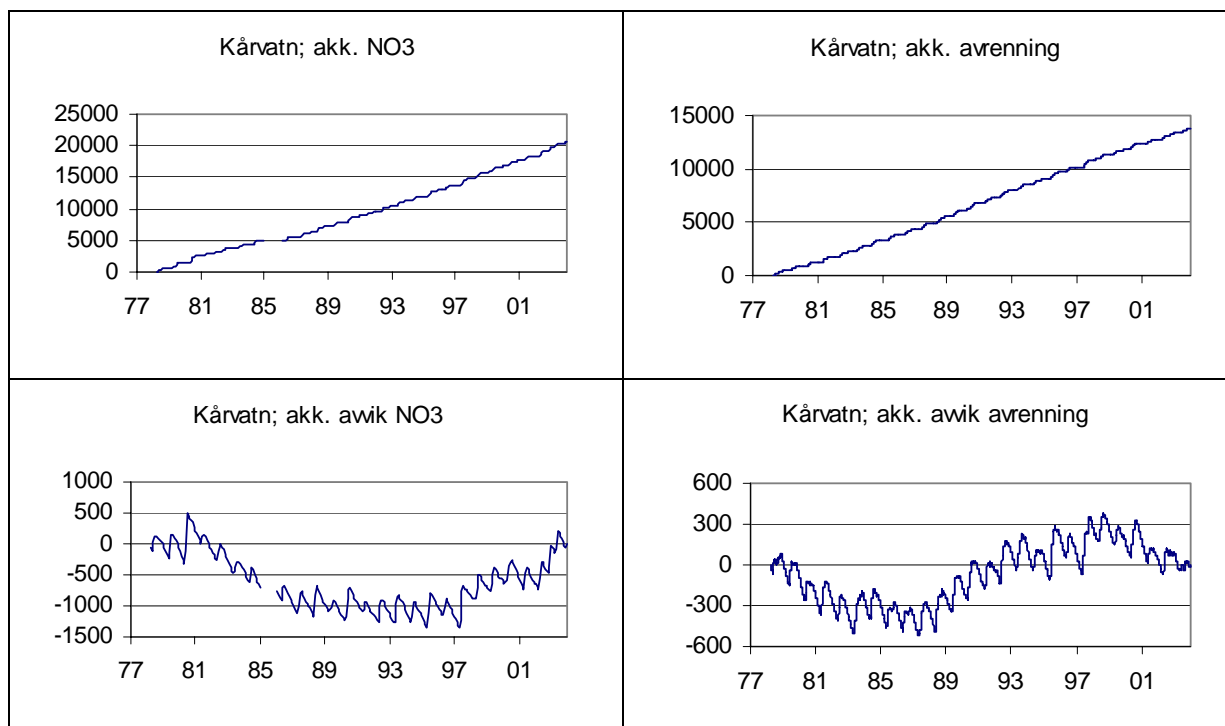 Kårvatn; akk. NO3
25000
20000
15000
10000
5000
0
77 81 85 89 93 97 01
Kårvatn; akk. avrenning
15000
10000
5000
0
77 81 85 89 93 97 01
Kårvatn; akk. avvik NO3
1000
500
0
-500
-1000
-1500
77 81 85 89 93 97 01
Kårvatn; akk. avvik avrenning
600
300
0
-300
-600
77 81 85 89 93 97 01